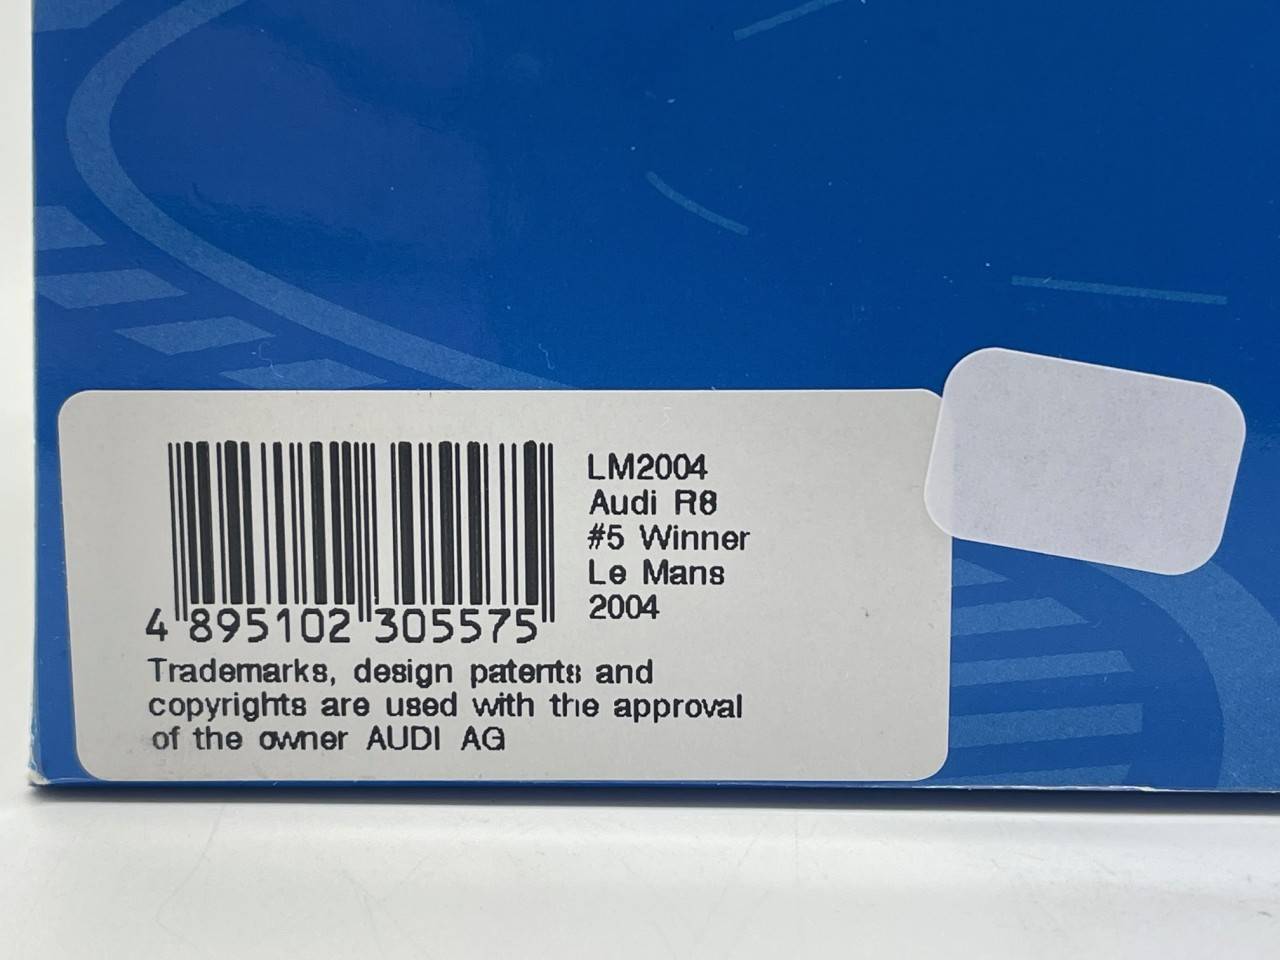 LM2004
Audi R8
#5 Winner
Le Mans
2004
4 895102 305575
Trademarks, design patents and
copyrights are used with the approval
of the owner AUDI AG